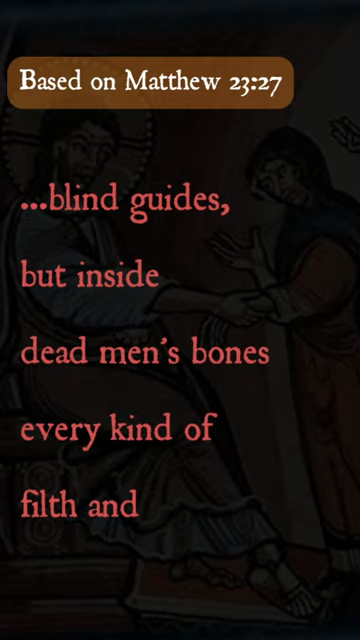 Based on Matthew 23:27
...blind guides,
but inside
dead men's bones
every kind of
filth and